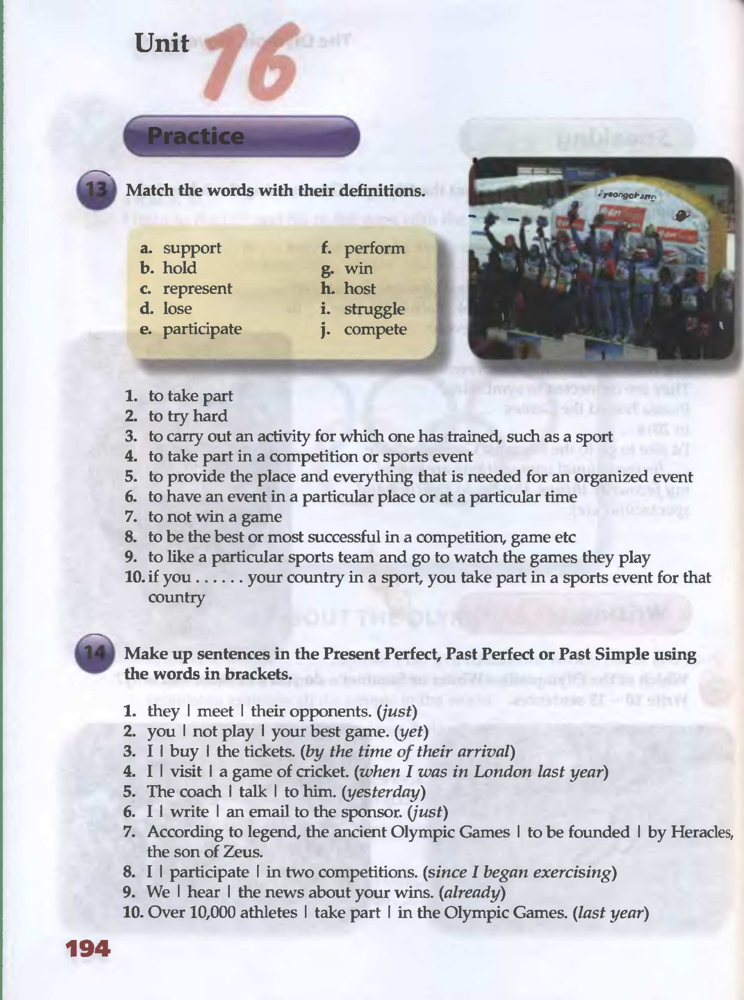 Unit 16
Practice
13 Match the words with their definitions.
a. support
b. hold
c. represent
d. lose
e. participate
f. perform
g. win
h. host
i. struggle
j. compete
1. to take part
2. to try hard
3. to carry out an activity for which one has trained, such as a sport
4. to take part in a competition or sports event
5. to provide the place and everything that is needed for an organized event
6. to have an event in a particular place or at a particular time
7. to not win a game
8. to be the best or most successful in a competition, game etc
9. to like a particular sports team and go to watch the games they play
10. if you . . . . . . your country in a sport, you take part in a sports event for that
country
14 Make up sentences in the Present Perfect, Past Perfect or Past Simple using
the words in brackets.
1. they | meet | their opponents. (just)
2. you | not play | your best game. (yet)
3. I | buy | the tickets. (by the time of their arrival)
4. I | visit | a game of cricket. (when I was in London last year)
5. The coach | talk | to him. (yesterday)
6. I | write | an email to the sponsor. (just)
7. According to legend, the ancient Olympic Games | to be founded | by Heracles,
the son of Zeus.
8. I | participate | in two competitions. (since I began exercising)
9. We | hear | the news about your wins. (already)
10. Over 10,000 athletes | take part | in the Olympic Games. (last year)
194